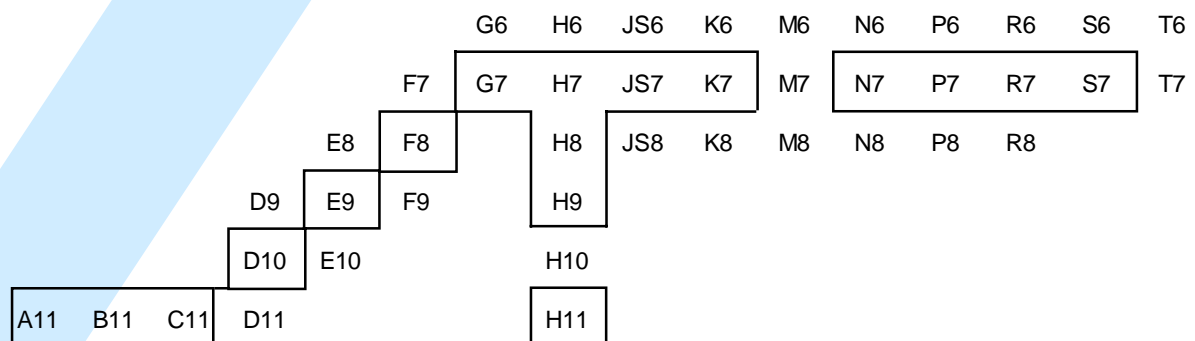 G6 H6 JS6 K6 M6 N6 P6 R6 S6 T6
F7 G7 H7 JS7 K7 M7 N7 P7 R7 S7 T7
E8 F8 H8 JS8 K8 M8 N8 P8 R8
D9 E9 F9 H9
D10 E10 H10
A11 B11 C11 D11 H11